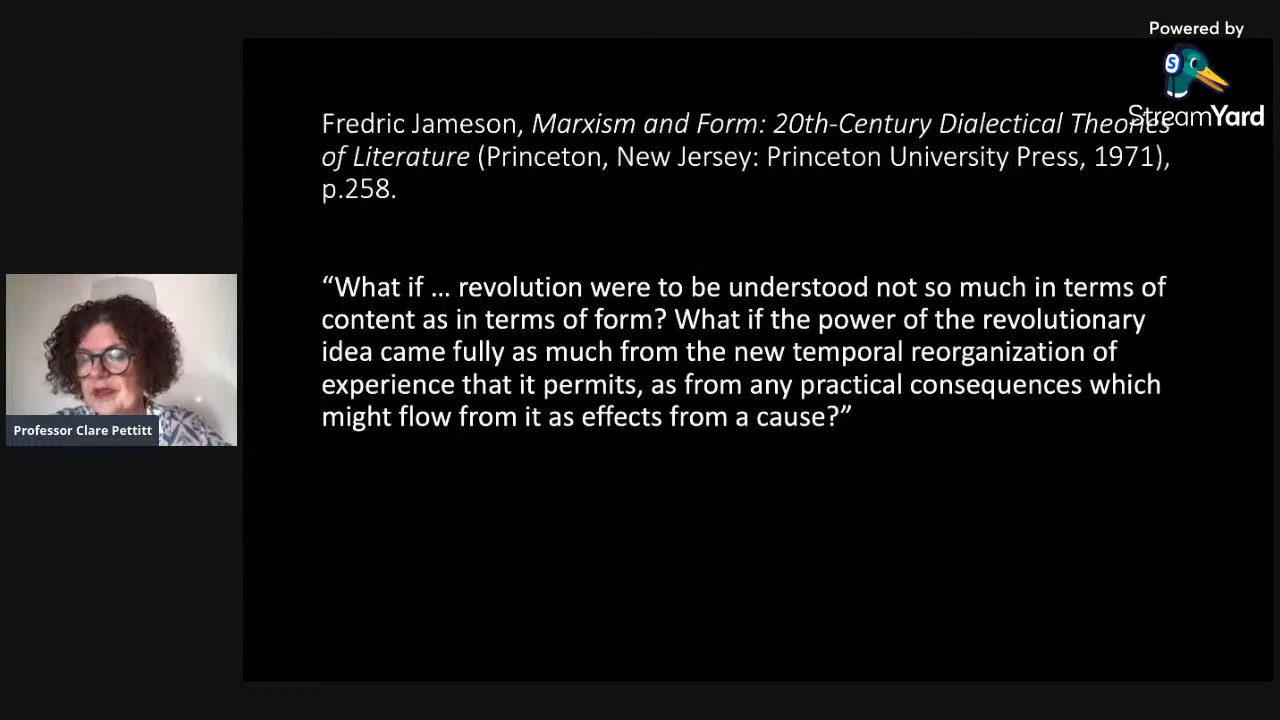 Powered by
StreamYard
Fredric Jameson, Marxism and Form: 20th-Century Dialectical Theories
of Literature (Princeton, New Jersey: Princeton University Press, 1971),
p.258.
“What if ... revolution were to be understood not so much in terms of
content as in terms of form? What if the power of the revolutionary
idea came fully as much from the new temporal reorganization of
experience that it permits, as from any practical consequences which
might flow from it as effects from a cause?”
Professor Clare Pettitt